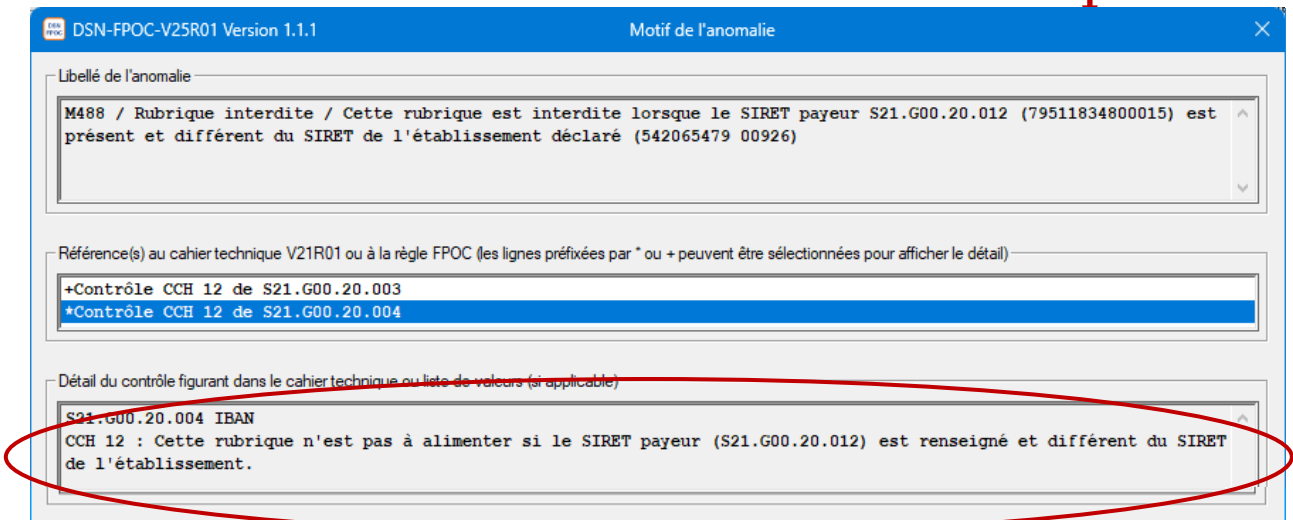 DSN-FPOC-V25R01 Version 1.1.1 Motif de l'anomalie
Libellé de l'anomalie
M488 / Rubrique interdite / Cette rubrique est interdite lorsque le SIRET payeur S21.G00.20.012 (79511834800015) est
présent et différent du SIRET de l'établissement déclaré (542065479 00926)
Référence(s) au cahier technique V21R01 ou à la règle FPOC (les lignes préfixées par * ou + peuvent être sélectionnées pour afficher le détail)
+Contrôle CCH 12 de S21.G00.20.003
*Contrôle CCH 12 de S21.G00.20.004
Détail du contrôle figurant dans le cahier technique ou liste de valeurs (si applicable)
S21.G00.20.004 IBAN
CCH 12 : Cette rubrique n'est pas à alimenter si le SIRET payeur (S21.G00.20.012) est renseigné et différent du SIRET
de l'établissement.